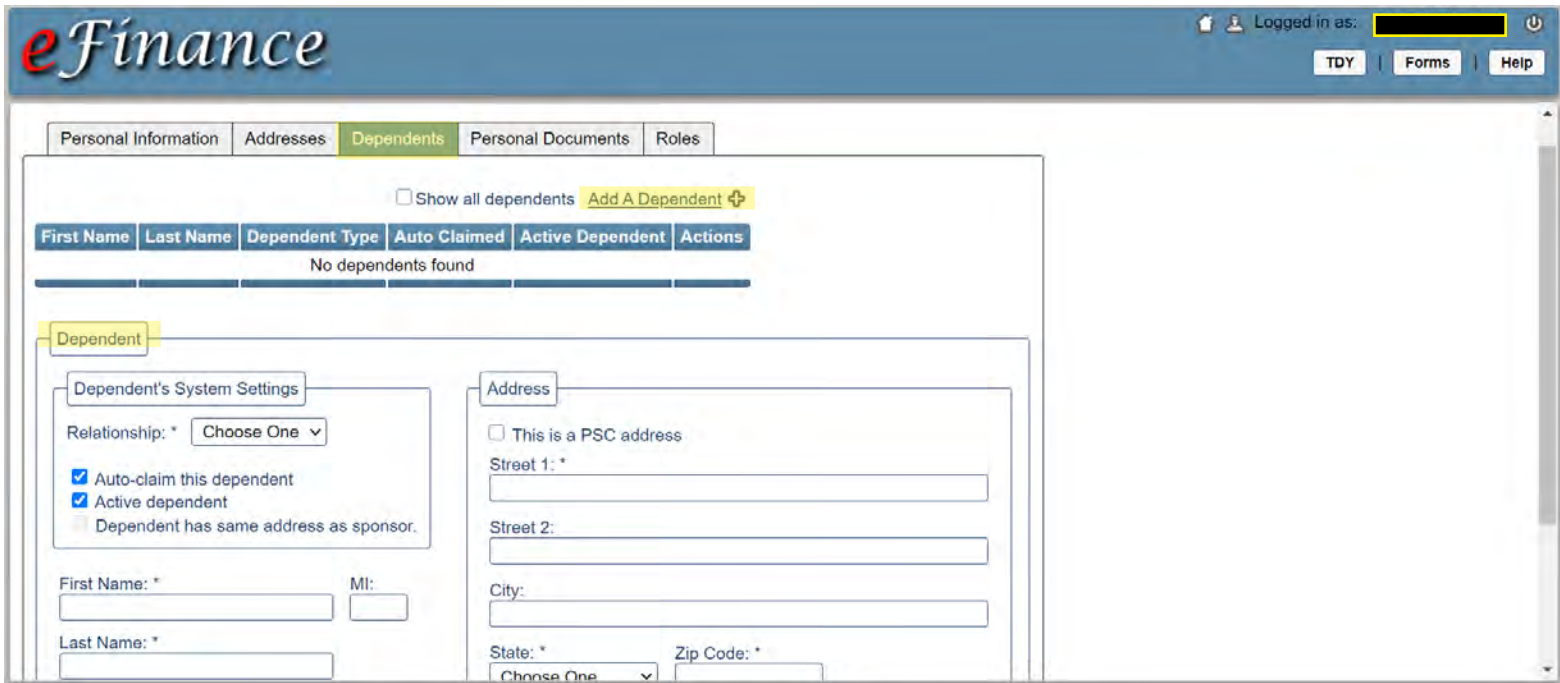 eFinance
Logged in as:
TDY | Forms | Help
Personal Information Addresses Dependents Personal Documents Roles
Show all dependents Add A Dependent
First Name Last Name Dependent Type Auto Claimed Active Dependent Actions
No dependents found
Dependent
Dependent's System Settings
Relationship: * Choose One
Auto-claim this dependent
Active dependent
Dependent has same address as sponsor.
First Name: * MI:
Last Name: *
Address
This is a PSC address
Street 1: *
Street 2:
City:
State: * Zip Code: *
Choose One